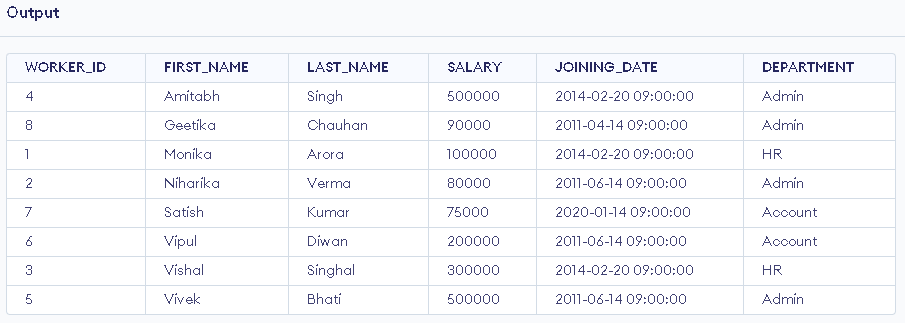 Output
WORKER_ID FIRST_NAME LAST_NAME SALARY JOINING_DATE DEPARTMENT
4 Amitabh Singh 500000 2014-02-20 09:00:00 Admin
8 Geetika Chauhan 90000 2011-04-14 09:00:00 Admin
1 Monika Arora 100000 2014-02-20 09:00:00 HR
2 Niharika Verma 80000 2011-06-14 09:00:00 Admin
7 Satish Kumar 75000 2020-01-14 09:00:00 Account
6 Vipul Diwan 200000 2011-06-14 09:00:00 Account
3 Vishal Singhal 300000 2014-02-20 09:00:00 HR
5 Vivek Bhati 500000 2011-06-14 09:00:00 Admin